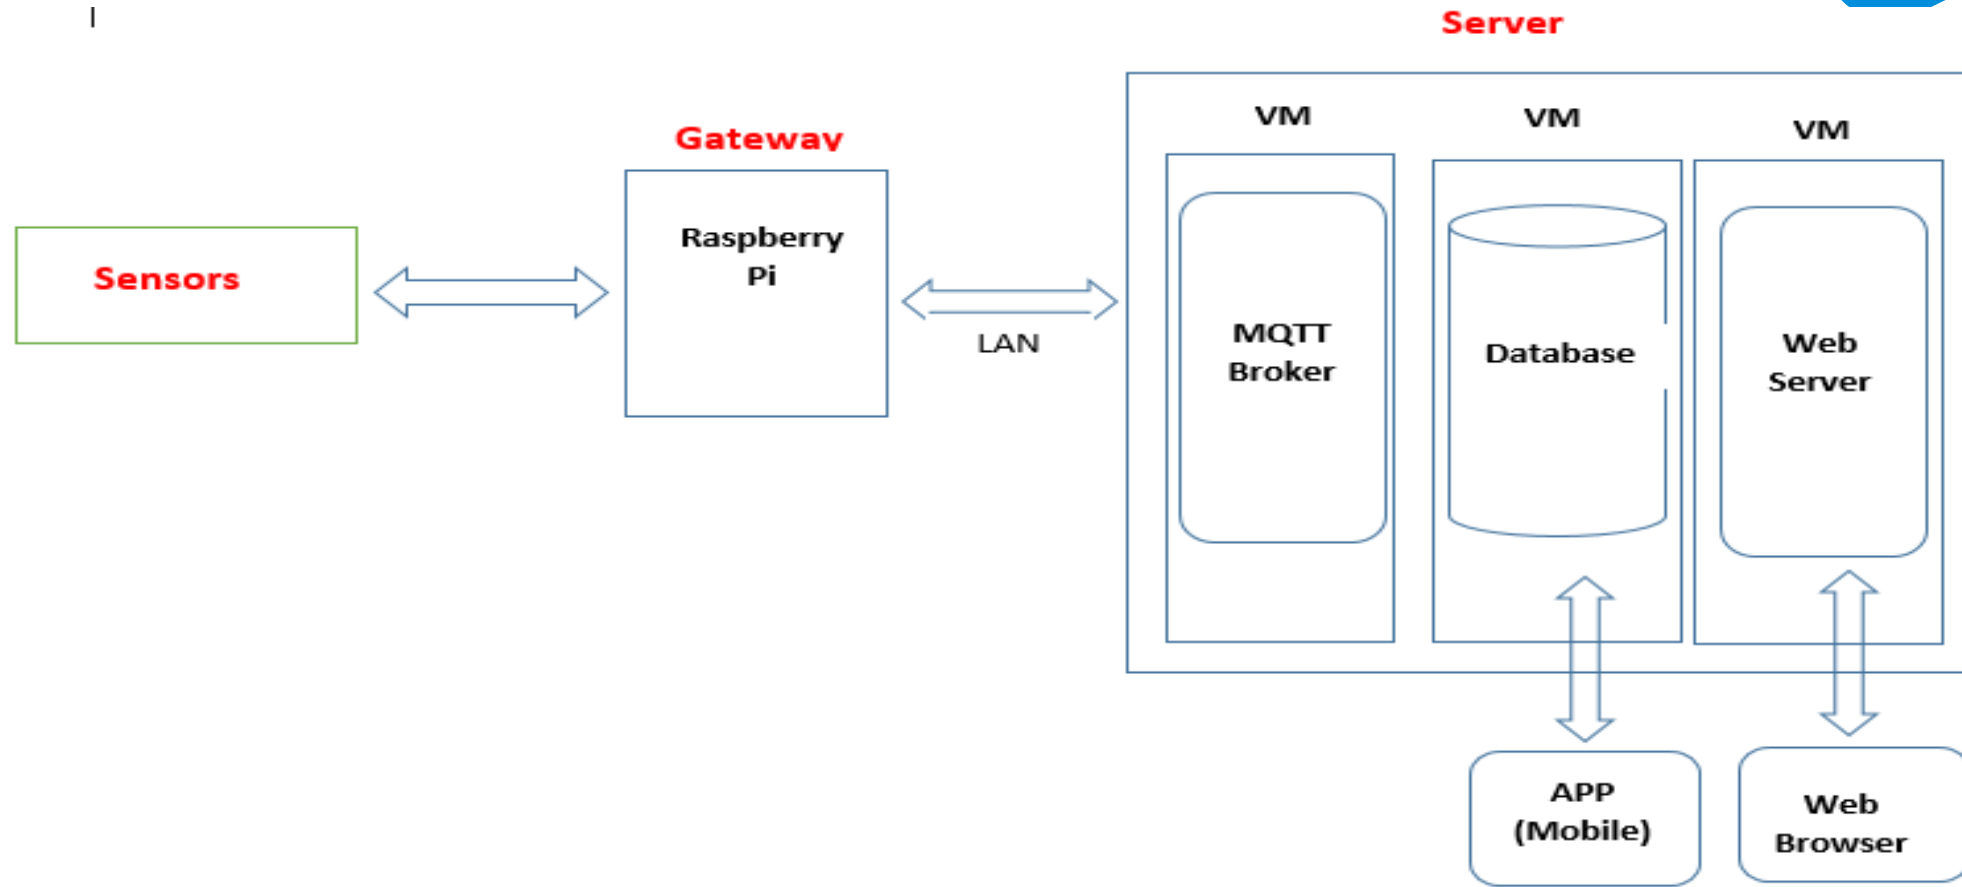 Server
VM
VM
VM
Gateway
Raspberry
Pi
Sensors
LAN
MQTT
Broker
Database
Web
Server
APP
(Mobile)
Web
Browser